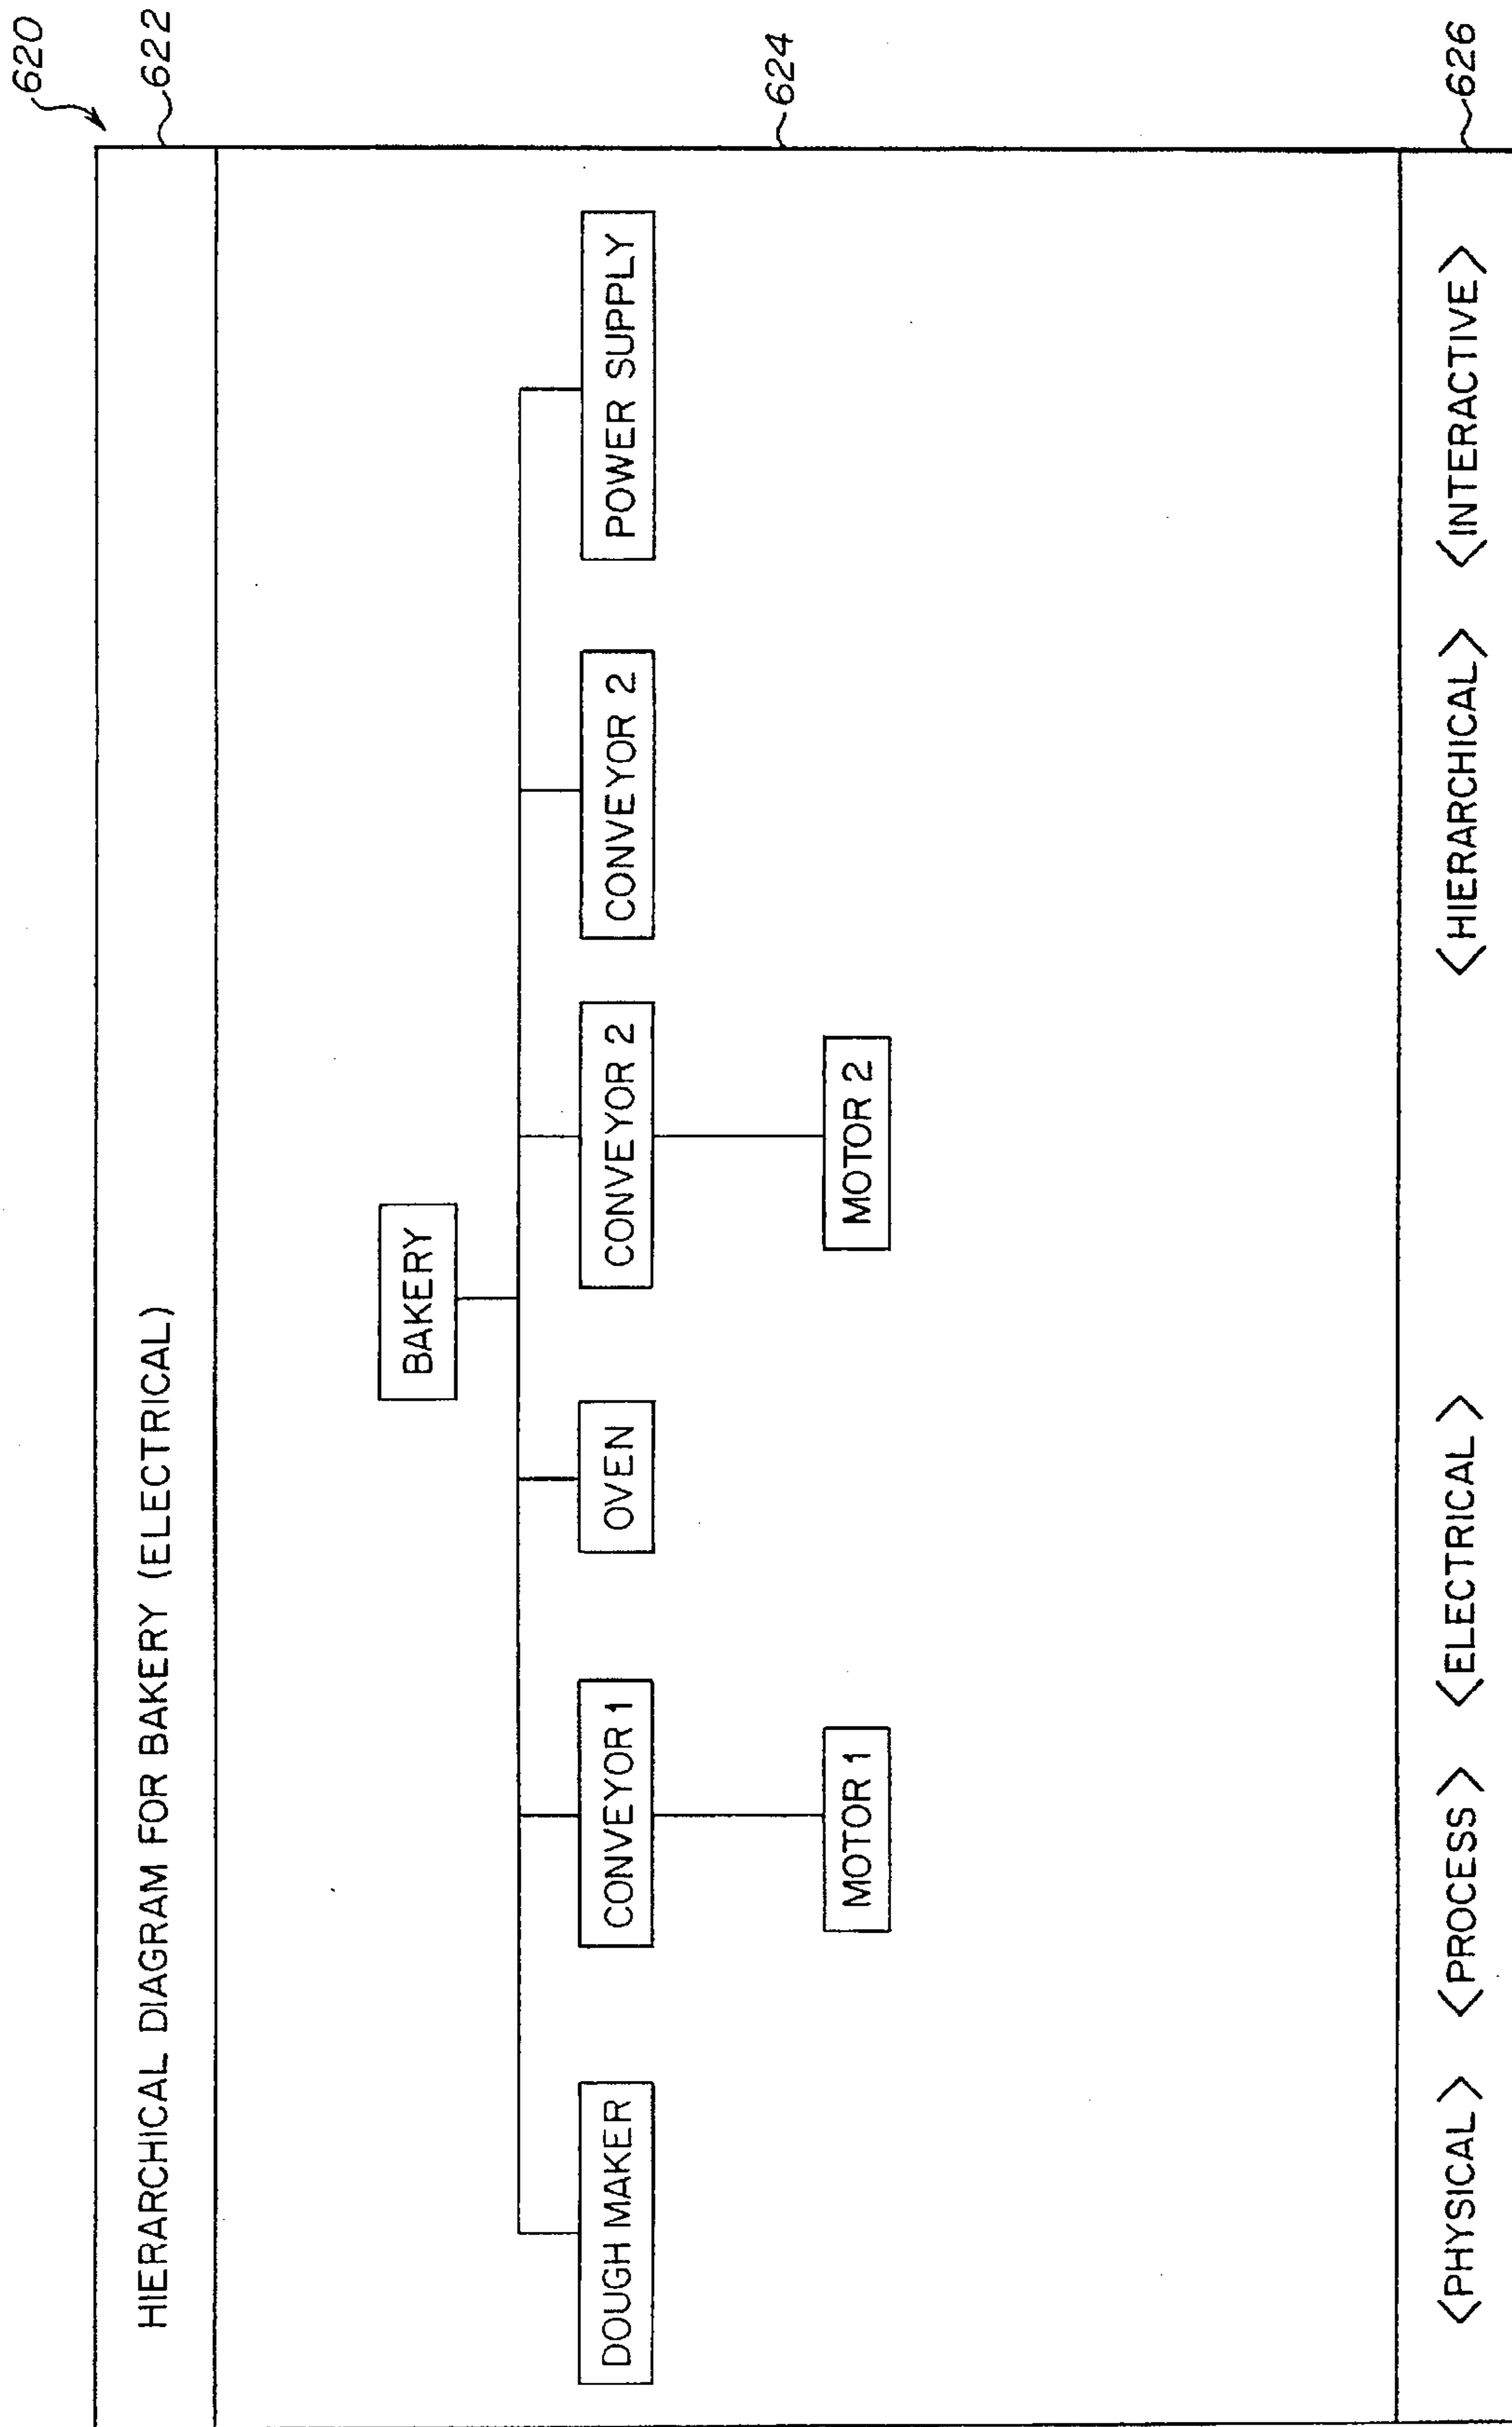 620
622
HIERARCHICAL DIAGRAM FOR BAKERY (ELECTRICAL)
624
BAKERY
DOUGH MAKER
CONVEYOR 1
OVEN
CONVEYOR 2
CONVEYOR 2
POWER SUPPLY
MOTOR 1
MOTOR 2
626
<PHYSICAL> <PROCESS> <ELECTRICAL> <HIERARCHICAL> <INTERACTIVE>